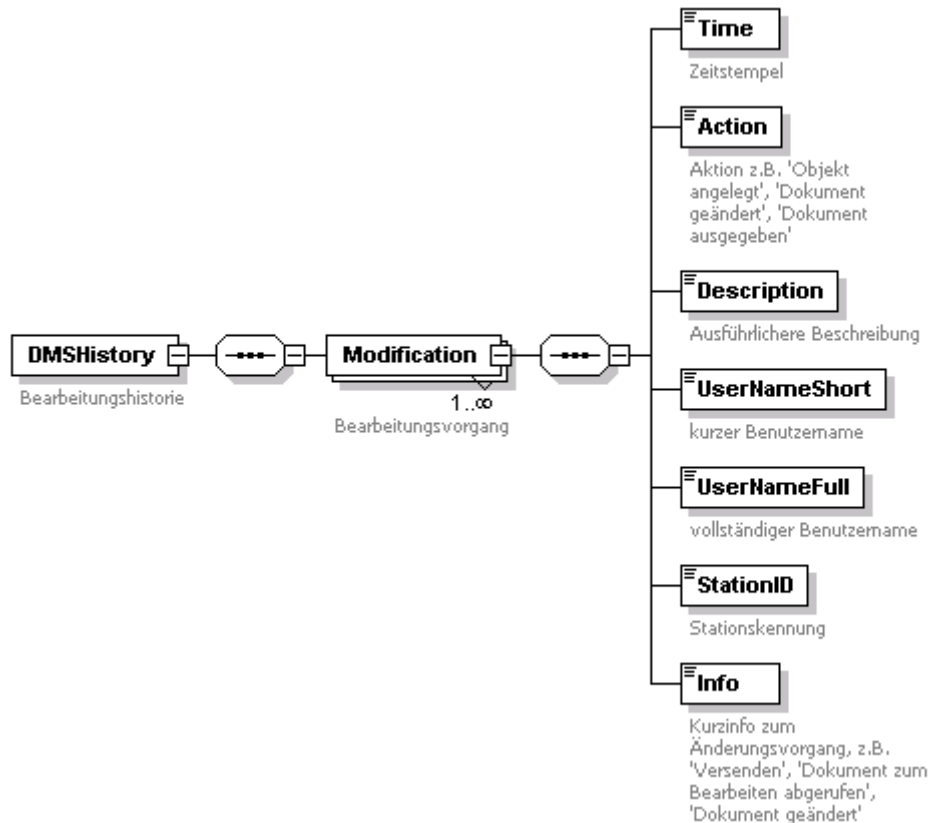 DMSHistory
Bearbeitungshistorie
Modification
1..∞
Bearbeitungsvorgang
Time
Zeitstempel
Action
Aktion z.B. 'Objekt
angelegt', 'Dokument
geändert', 'Dokument
ausgegeben'
Description
Ausführlichere Beschreibung
UserNameShort
kurzer Benutzername
UserNameFull
vollständiger Benutzername
StationID
Stationskennung
Info
Kurzinfo zum
Änderungsvorgang, z.B.
'Versenden', 'Dokument zum
Bearbeiten abgerufen',
'Dokument geändert'